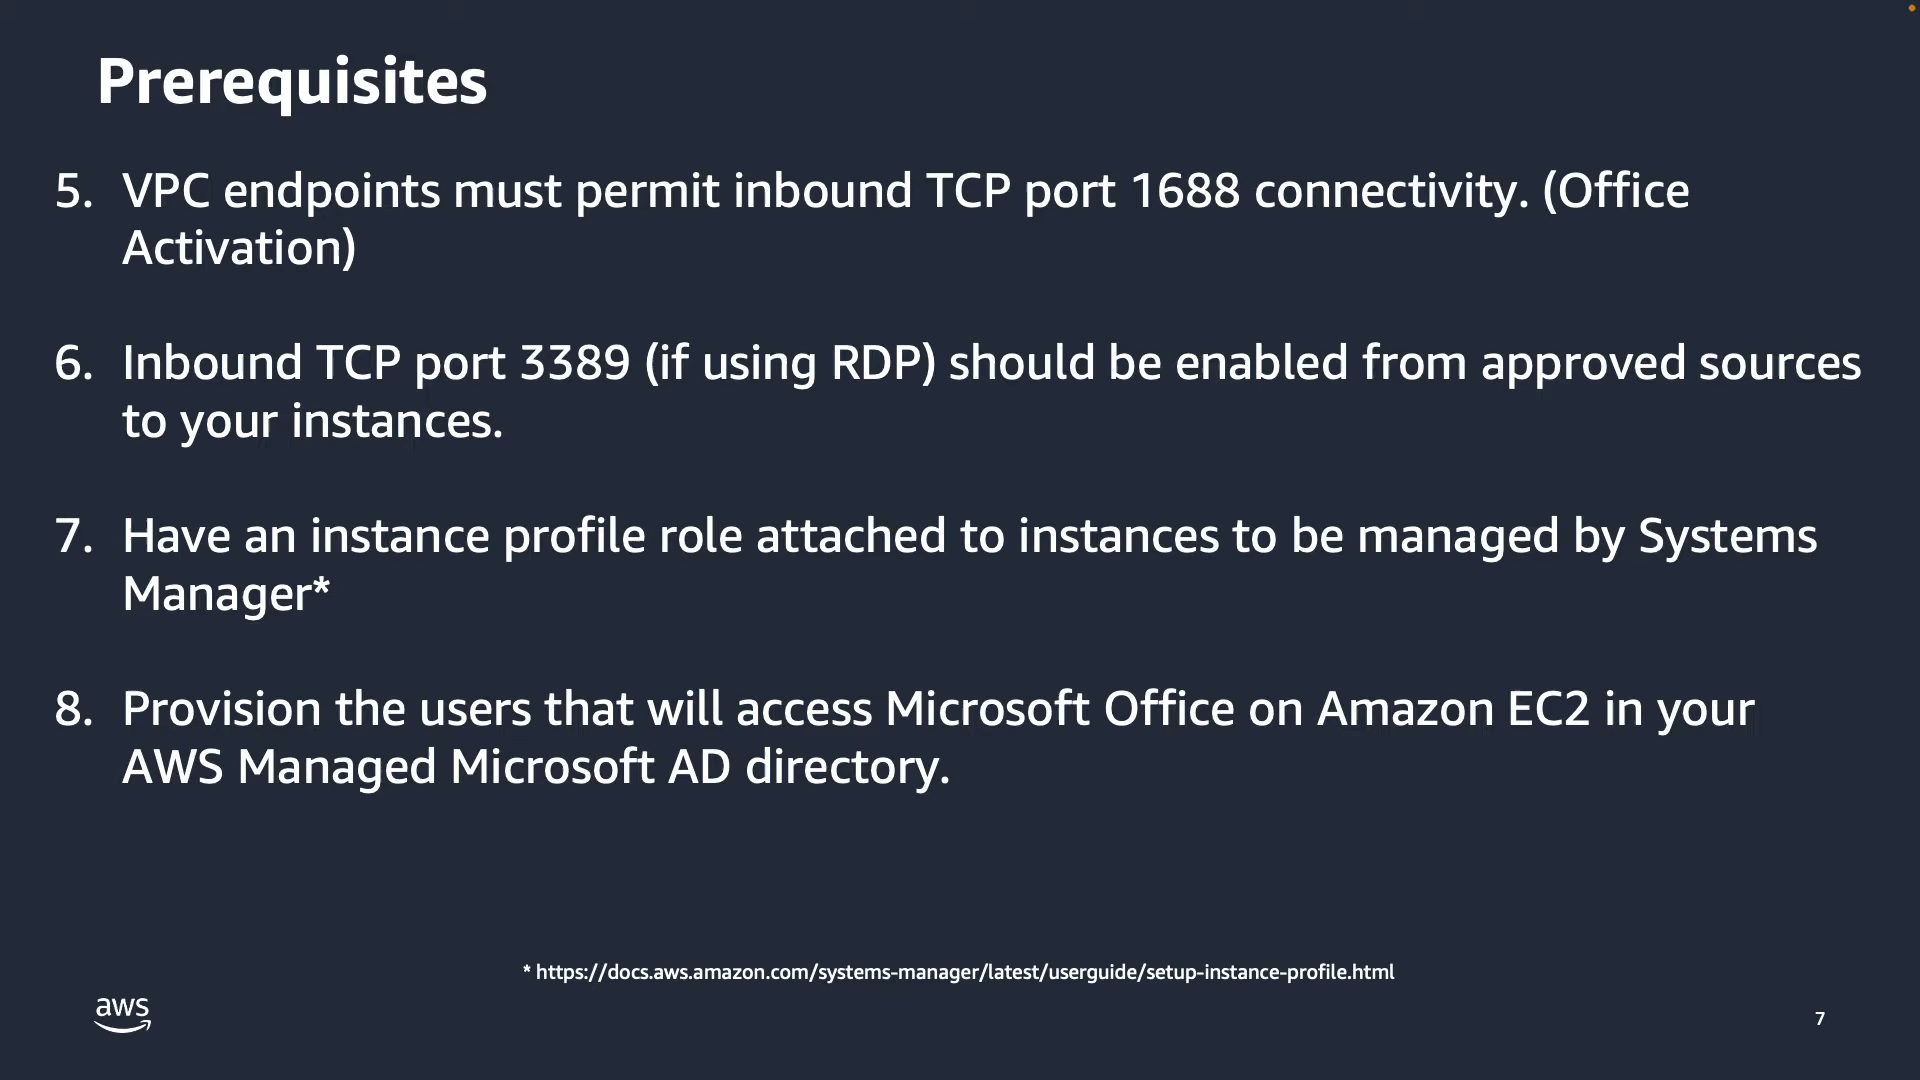 Prerequisites
5. VPC endpoints must permit inbound TCP port 1688 connectivity. (Office
Activation)
6. Inbound TCP port 3389 (if using RDP) should be enabled from approved sources
to your instances.
7. Have an instance profile role attached to instances to be managed by Systems
Manager*
8. Provision the users that will access Microsoft Office on Amazon EC2 in your
AWS Managed Microsoft AD directory.
* https://docs.aws.amazon.com/systems-manager/latest/userguide/setup-instance-profile.html
aws
7